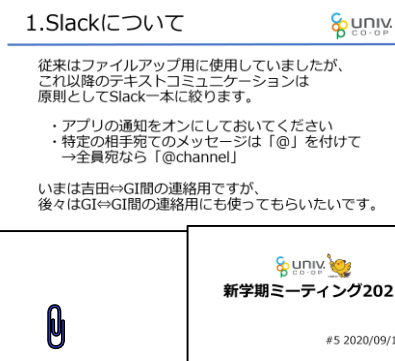 1.Slackについて
univ.
CO-OP
従来はファイルアップ用に使用していましたが、
これ以降のテキストコミュニケーションは
原則としてSlack一本に絞ります。
・アプリの通知をオンにしておいてください
・特定の相手宛てのメッセージは「@」を付けて
→全員宛なら「@channel」
いまは吉田⇔GI間の連絡用ですが、
後々はGI⇔GI間の連絡用にも使ってもらいたいです。
univ.
CO-OP
新学期ミーティング202
#5 2020/09/1